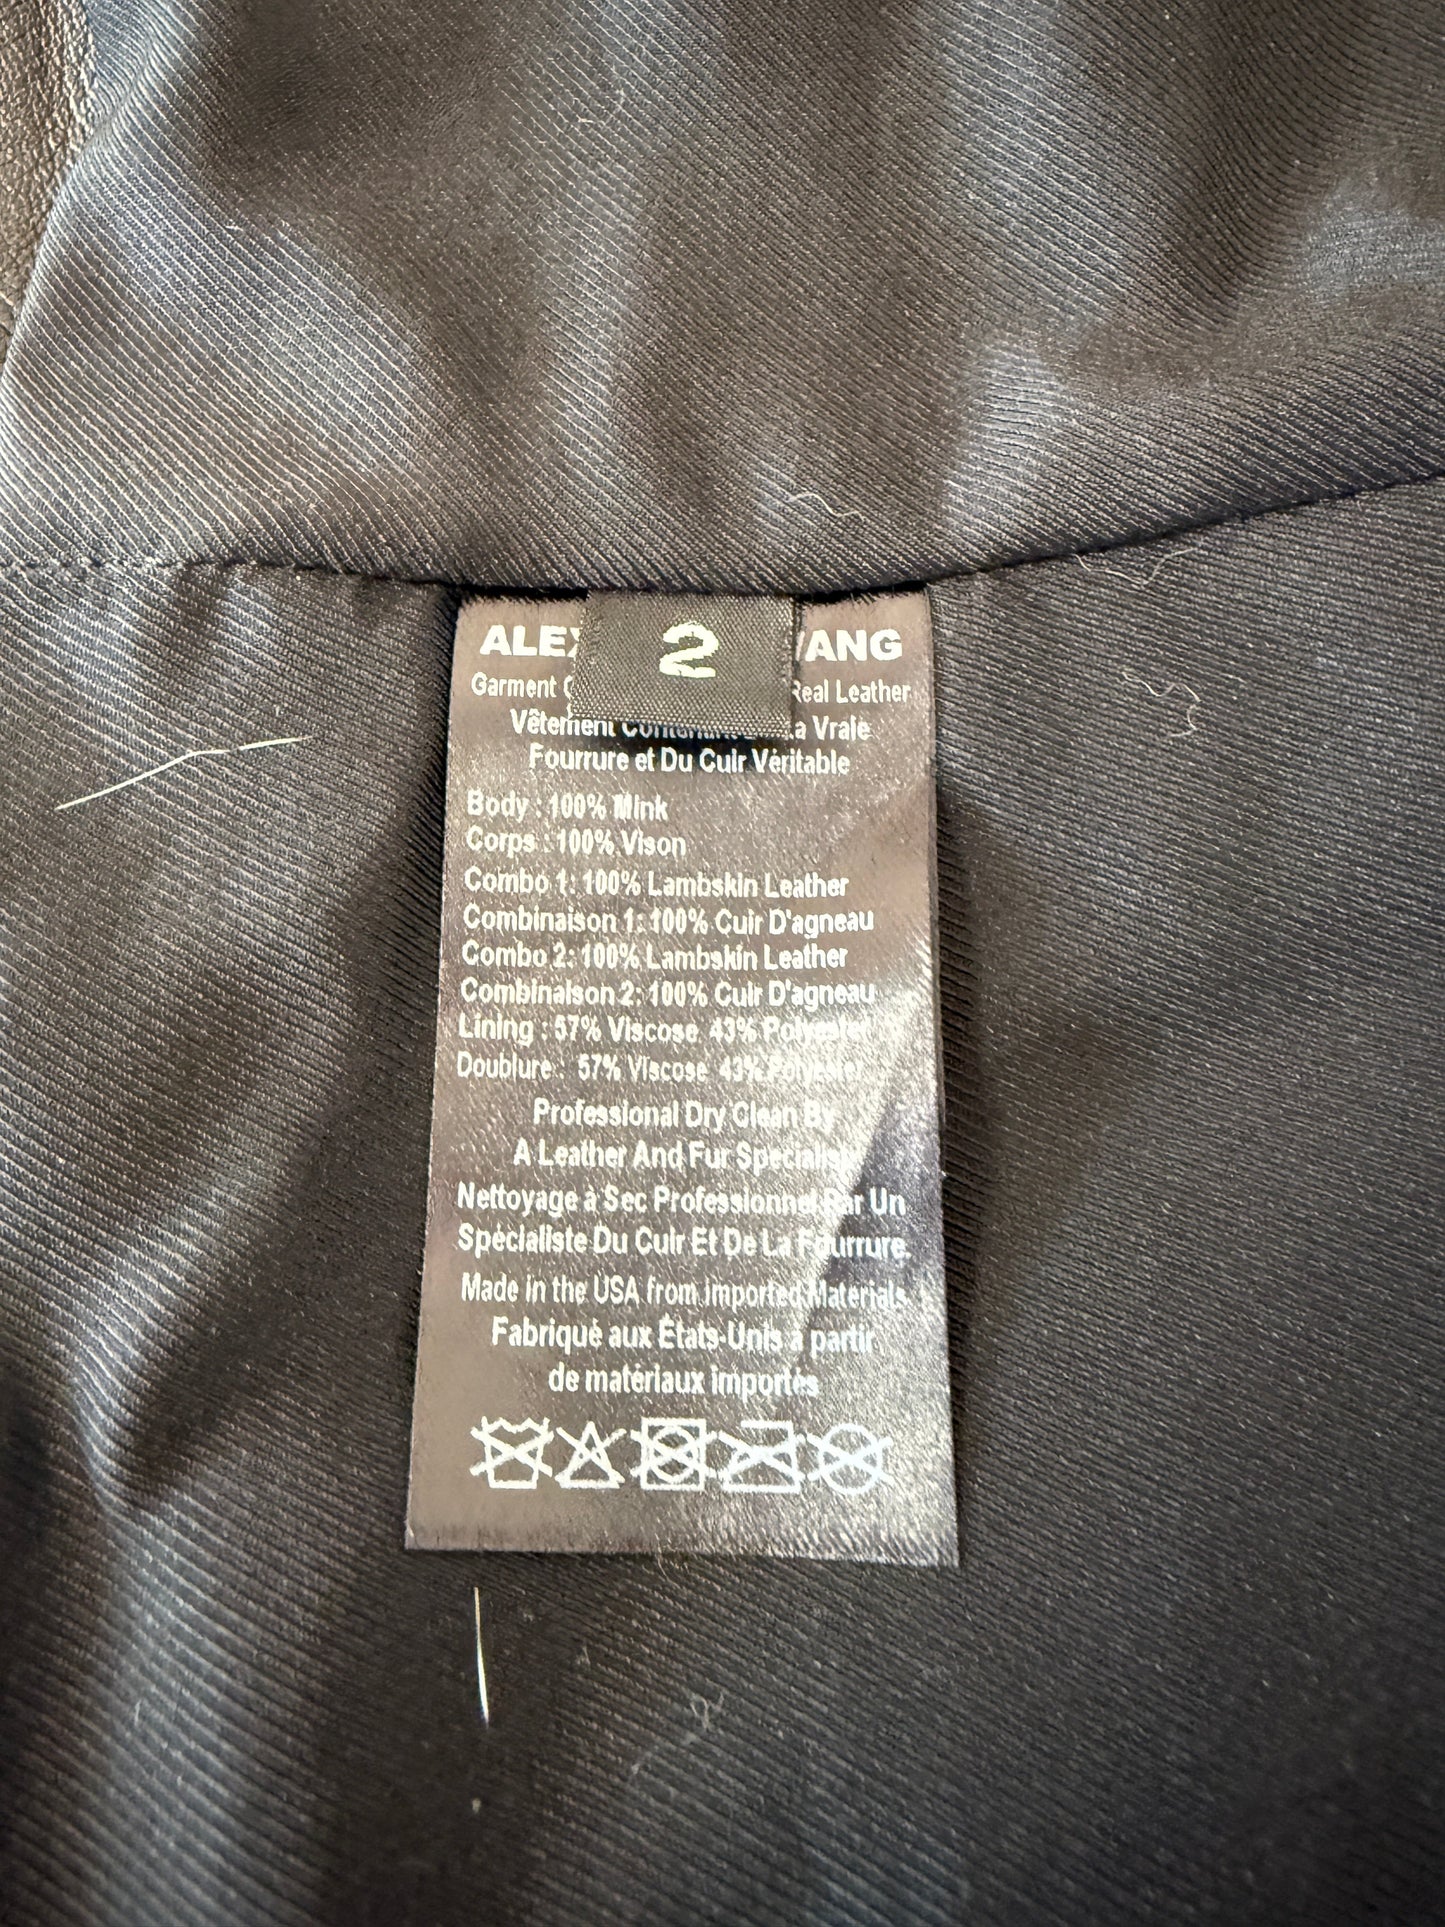 2
ALEX WANG
Garment Real Leather
Vêtement Contenant La Vraie
Fourrure et Du Cuir Véritable
Body : 100% Mink
Corps : 100% Vison
Combo 1: 100% Lambskin Leather
Combinaison 1: 100% Cuir D'agneau
Combo 2: 100% Lambskin Leather
Combinaison 2: 100% Cuir D'agneau
Lining : 57% Viscose 43% Polyester
Doublure : 57% Viscose 43% Polyester
Professional Dry Clean By
A Leather And Fur Specialist
Nettoyage à Sec Professionnel Par Un
Spécialiste Du Cuir Et De La Fourrure.
Made in the USA from imported Materials.
Fabriqué aux États-Unis à partir
de matériaux importés